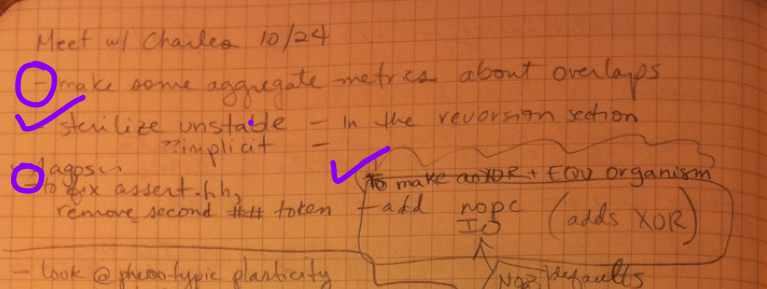 Meet w/ Charles 10/24
- make some aggregate metrics about overlaps
- sterilize unstable - in the reversion section
??implicit -
to fix assert.hh,
remove second ## token
to make an XOR + EQU organism
- add nopc (adds XOR)
IO
- look @ phenotypic plasticity
defaults